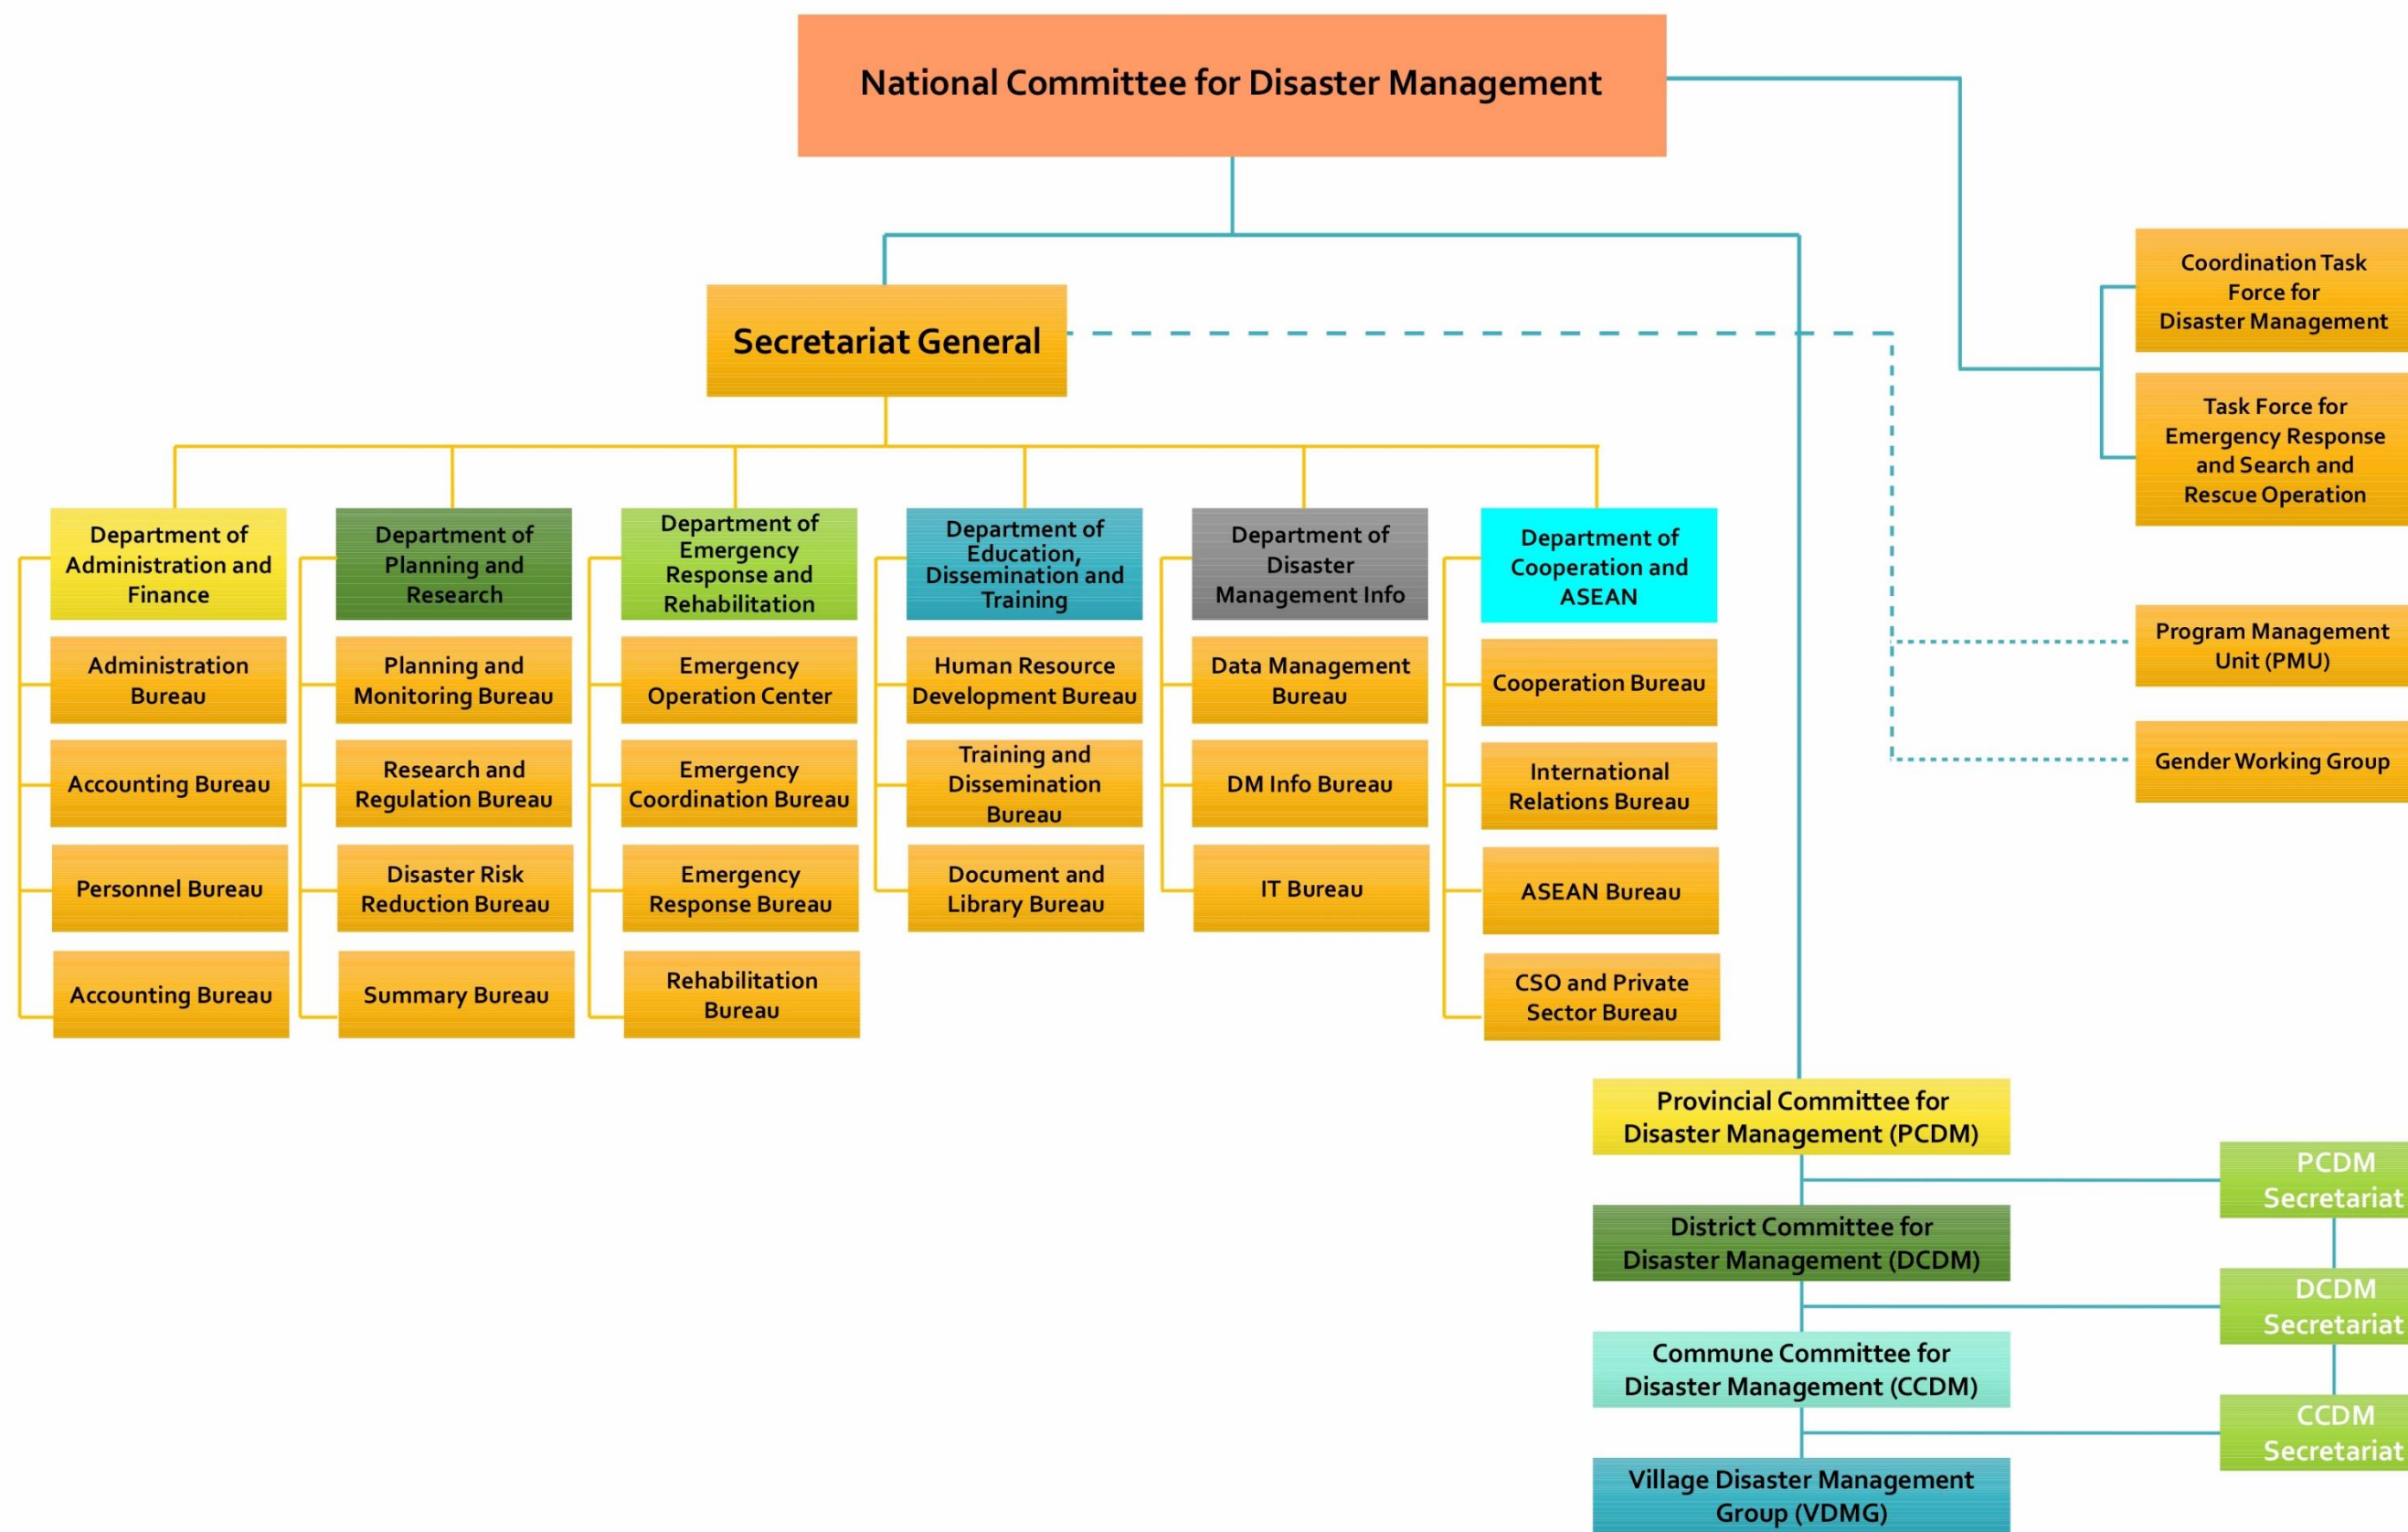 National Committee for Disaster Management
Secretariat General
Coordination Task
Force for
Disaster Management
Task Force for
Emergency Response
and Search and
Rescue Operation
Program Management
Unit (PMU)
Gender Working Group
Department of
Administration and
Finance
Administration
Bureau
Accounting Bureau
Personnel Bureau
Accounting Bureau
Department of
Planning and
Research
Planning and
Monitoring Bureau
Research and
Regulation Bureau
Disaster Risk
Reduction Bureau
Summary Bureau
Department of
Emergency
Response and
Rehabilitation
Emergency
Operation Center
Emergency
Coordination Bureau
Emergency
Response Bureau
Rehabilitation
Bureau
Department of
Education,
Dissemination and
Training
Human Resource
Development Bureau
Training and
Dissemination
Bureau
Document and
Library Bureau
Department of
Disaster
Management Info
Data Management
Bureau
DM Info Bureau
IT Bureau
Department of
Cooperation and
ASEAN
Cooperation Bureau
International
Relations Bureau
ASEAN Bureau
CSO and Private
Sector Bureau
Provincial Committee for
Disaster Management (PCDM)
PCDM
Secretariat
District Committee for
Disaster Management (DCDM)
DCDM
Secretariat
Commune Committee for
Disaster Management (CCDM)
CCDM
Secretariat
Village Disaster Management
Group (VDMG)